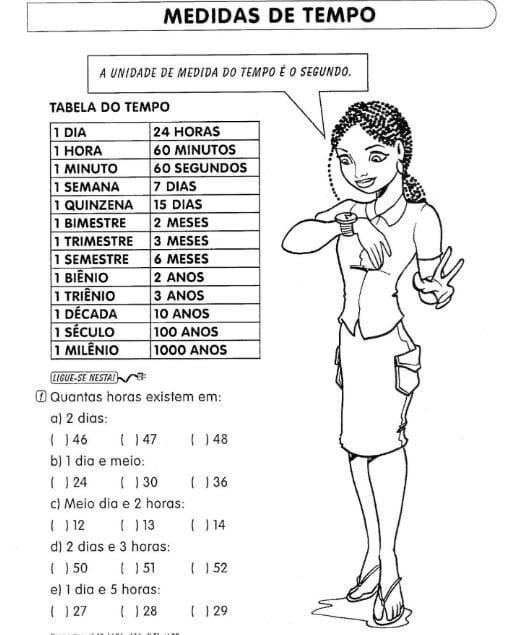 MEDIDAS DE TEMPO
A UNIDADE DE MEDIDA DO TEMPO É O SEGUNDO.
TABELA DO TEMPO
1 DIA 24 HORAS
1 HORA 60 MINUTOS
1 MINUTO 60 SEGUNDOS
1 SEMANA 7 DIAS
1 QUINZENA 15 DIAS
1 BIMESTRE 2 MESES
1 TRIMESTRE 3 MESES
1 SEMESTRE 6 MESES
1 BIÊNIO 2 ANOS
1 TRIÊNIO 3 ANOS
1 DÉCADA 10 ANOS
1 SÉCULO 100 ANOS
1 MILÊNIO 1000 ANOS
LIGUE-SE NESTA!
1 Quantas horas existem em:
a) 2 dias:
( ) 46 ( ) 47 ( ) 48
b) 1 dia e meio:
( ) 24 ( ) 30 ( ) 36
c) Meio dia e 2 horas:
( ) 12 ( ) 13 ( ) 14
d) 2 dias e 3 horas:
( ) 50 ( ) 51 ( ) 52
e) 1 dia e 5 horas:
( ) 27 ( ) 28 ( ) 29